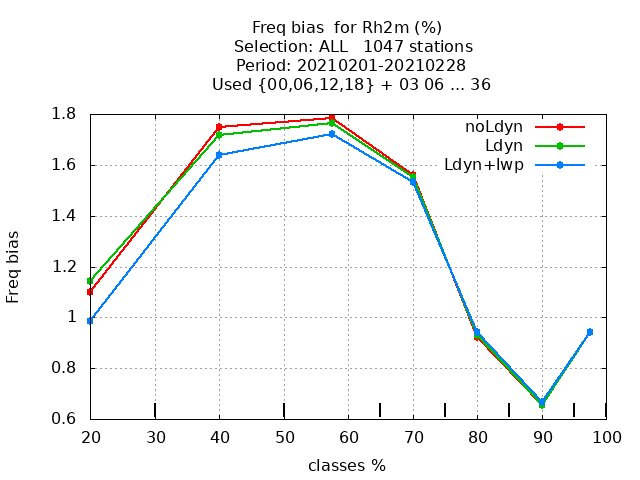 Freq bias  for Rh2m (%)
Selection: ALL   1047 stations
Period: 20210201-20210228
Used {00,06,12,18} + 03 06 ... 36
noLdyn
Ldyn
Ldyn+lwp
Freq bias
1.8
1.6
1.4
1.2
1
0.8
0.6
20 30 40 50 60 70 80 90 100
classes %